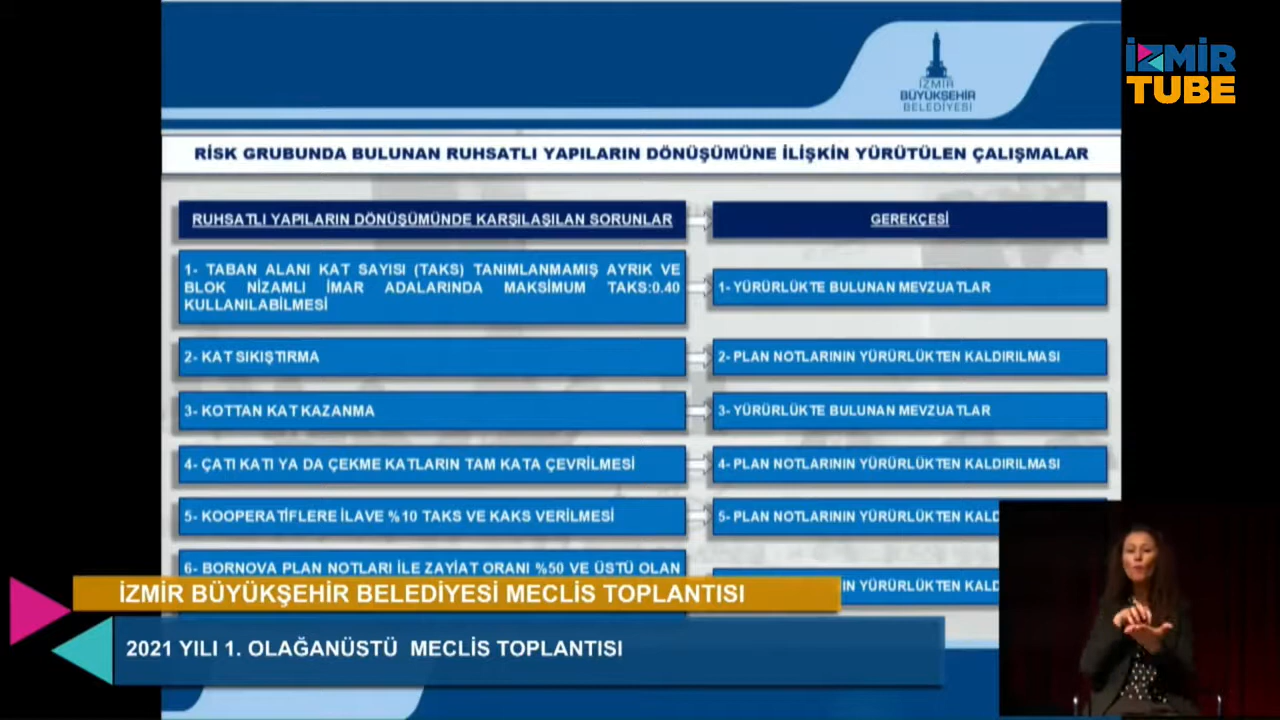 İZMİR
TUBE
İZMİR
BÜYÜKŞEHİR
BELEDİYESİ
RİSK GRUBUNDA BULUNAN RUHSATLI YAPILARIN DÖNÜŞÜMÜNE İLİŞKİN YÜRÜTÜLEN ÇALIŞMALAR
RUHSATLI YAPILARIN DÖNÜŞÜMÜNDE KARŞILAŞILAN SORUNLAR
GEREKÇESİ
1- TABAN ALANI KAT SAYISI (TAKS) TANIMLANMAMIŞ AYRIK VE
BLOK NİZAMLI İMAR ADALARINDA MAKSİMUM TAKS:0.40
KULLANILABİLMESİ
1- YÜRÜRLÜKTE BULUNAN MEVZUATLAR
2- KAT SIKIŞTIRMA
2- PLAN NOTLARININ YÜRÜRLÜKTEN KALDIRILMASI
3- KOTTAN KAT KAZANMA
3- YÜRÜRLÜKTE BULUNAN MEVZUATLAR
4- ÇATI KATI YA DA ÇEKME KATLARIN TAM KATA ÇEVRİLMESİ
4- PLAN NOTLARININ YÜRÜRLÜKTEN KALDIRILMASI
5- KOOPERATİFLERE İLAVE %10 TAKS VE KAKS VERİLMESİ
5- PLAN NOTLARININ YÜRÜRLÜKTEN KALD
6- BORNOVA PLAN NOTLARI İLE ZAYİAT ORANI %50 VE ÜSTÜ OLAN
IN YÜRÜRLÜKTEN KALD
İZMİR BÜYÜKŞEHİR BELEDİYESİ MECLİS TOPLANTISI
2021 YILI 1. OLAĞANÜSTÜ MECLİS TOPLANTISI